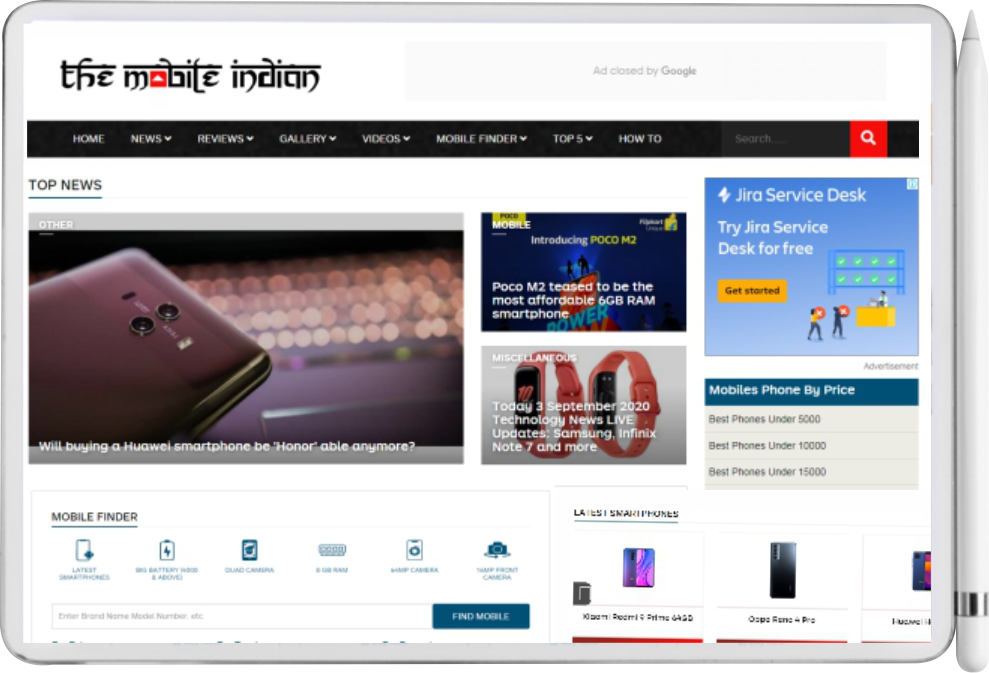 the mobile indian
Ad closed by Google
HOME NEWS REVIEWS GALLERY VIDEOS MOBILE FINDER TOP 5 HOW TO Search.....
TOP NEWS
OTHER
Will buying a Huawei smartphone be 'Honor' able anymore?
POCO
MOBILE
Flipkart
Unique
Introducing POCO M2
Poco M2 teased to be the
most affordable 6GB RAM
smartphone
POWER
MISCELLANEOUS
Today 3 September 2020
Technology News LIVE
Updates: Samsung, Infinix
Note 7 and more
Jira Service Desk
Try Jira Service
Desk for free
Get started
Advertisement
Mobiles Phone By Price
Best Phones Under 5000
Best Phones Under 10000
Best Phones Under 15000
MOBILE FINDER
LATEST
SMARTPHONES
BIG BATTERY (4000
& ABOVE)
QUAD CAMERA
8 GB RAM
64MP CAMERA
16MP FRONT
CAMERA
Enter Brand Name Model Number. etc
FIND MOBILE
LATEST SMARTPHONES
Xiaomi Redmi 9 Prime 64GB
Oppo Reno 4 Pro
Huawei